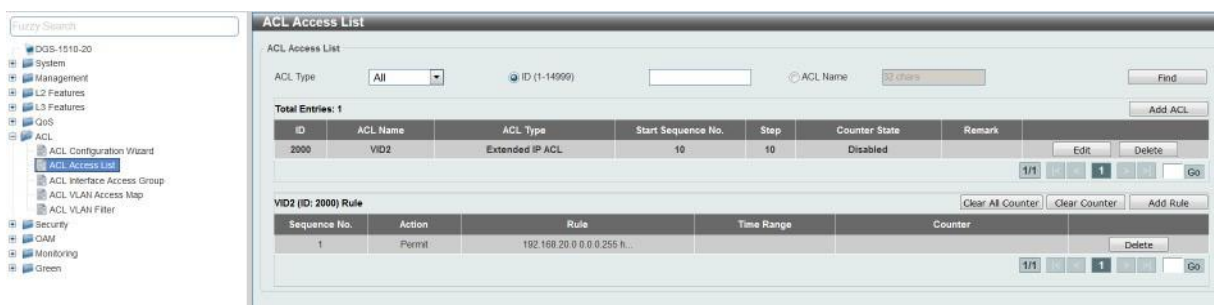 Fuzzy Search
DGS-1510-20
System
Management
L2 Features
L3 Features
QoS
ACL
ACL Configuration Wizard
ACL Access List
ACL Interface Access Group
ACL VLAN Access Map
ACL VLAN Filter
Security
OAM
Monitoring
Green
ACL Access List
ACL Access List
ACL Type All ID (1-14999) ACL Name 32 chars Find
Total Entries: 1 Add ACL
ID ACL Name ACL Type Start Sequence No. Step Counter State Remark
2000 VID2 Extended IP ACL 10 10 Disabled Edit Delete
1/1 |< < 1 > >| Go
VID2 (ID: 2000) Rule Clear All Counter Clear Counter Add Rule
Sequence No. Action Rule Time Range Counter
1 Permit 192.168.20.0 0.0.0.255 h... Delete
1/1 |< < 1 > >| Go